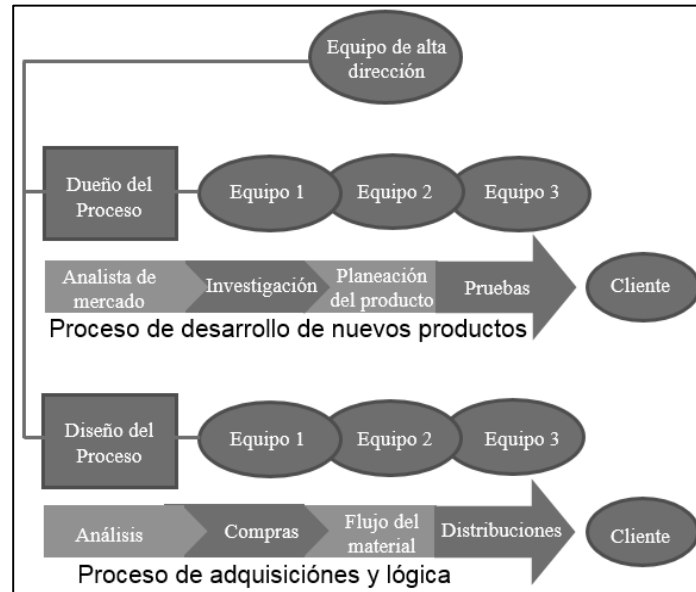 Equipo de alta
dirección
Dueño del
Proceso
Equipo 1
Equipo 2
Equipo 3
Analista de
mercado
Investigación
Planeación
del producto
Pruebas
Cliente
Proceso de desarrollo de nuevos productos
Diseño del
Proceso
Equipo 1
Equipo 2
Equipo 3
Análisis
Compras
Flujo del
material
Distribuciones
Cliente
Proceso de adquisiciónes y lógica